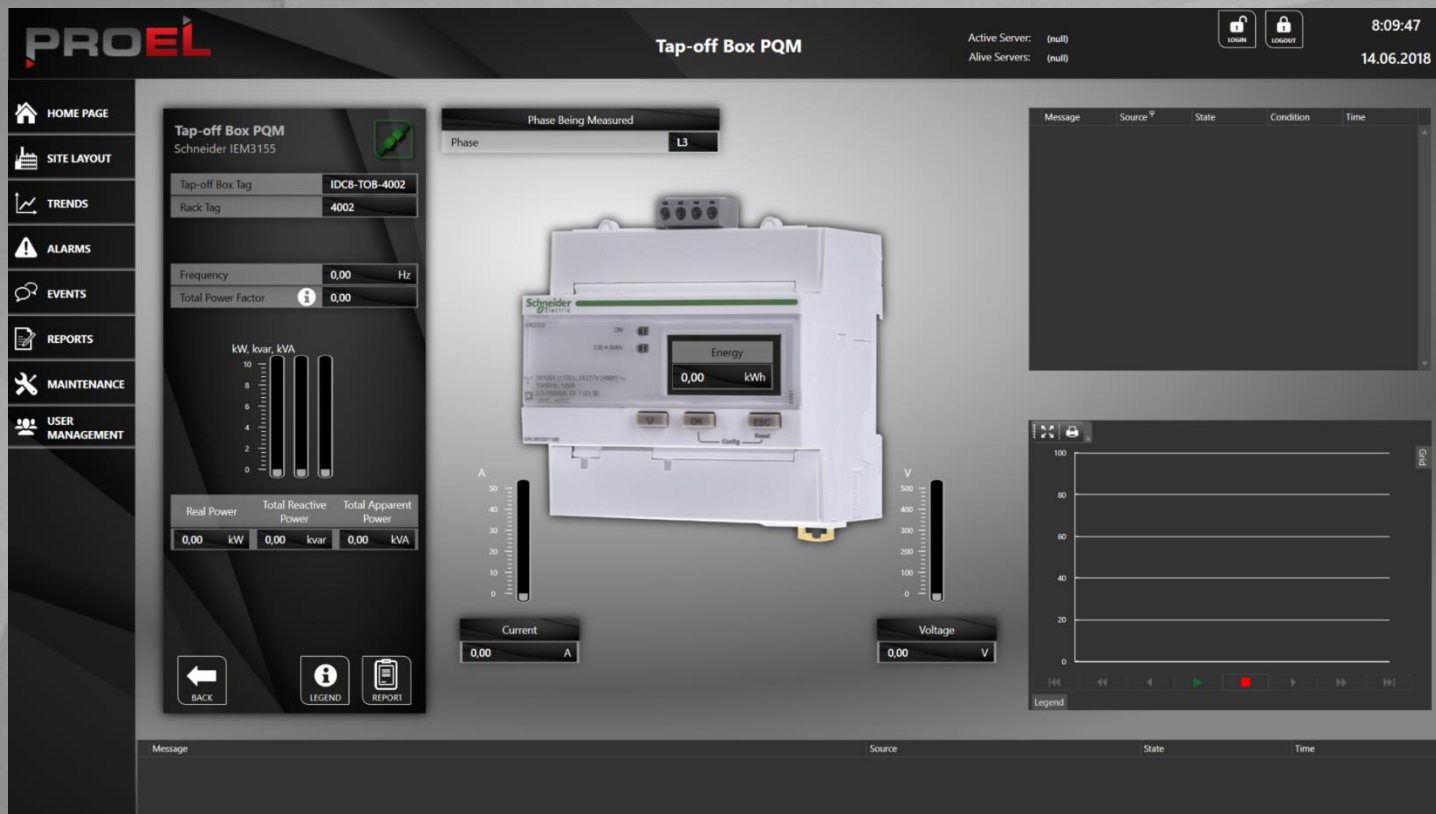 PROEL
Tap-off Box PQM
Active Server: (null)
Alive Servers: (null)
LOGIN
LOGOUT
8:09:47
14.06.2018
HOME PAGE
SITE LAYOUT
TRENDS
ALARMS
EVENTS
REPORTS
MAINTENANCE
USER
MANAGEMENT
Tap-off Box PQM
Schneider IEM3155
Tap-off Box Tag IDC8-TOB-4002
Rack Tag 4002
Frequency 0,00 Hz
Total Power Factor 0,00
kW, kvar, kVA
10
8
6
4
2
0
Real Power
Total Reactive
Power
Total Apparent
Power
0,00 kW
0,00 kvar
0,00 kVA
BACK
LEGEND
REPORT
Phase Being Measured
Phase L3
Schneider
Electric
ON
Energy
0,00 kWh
V
OK
ESC
Config
Reset
A
50
40
30
20
10
0
Current
0,00 A
V
500
400
300
200
100
0
Voltage
0,00 V
Message Source State Condition Time
Grid
100
80
60
40
20
0
Legend
Message Source State Time